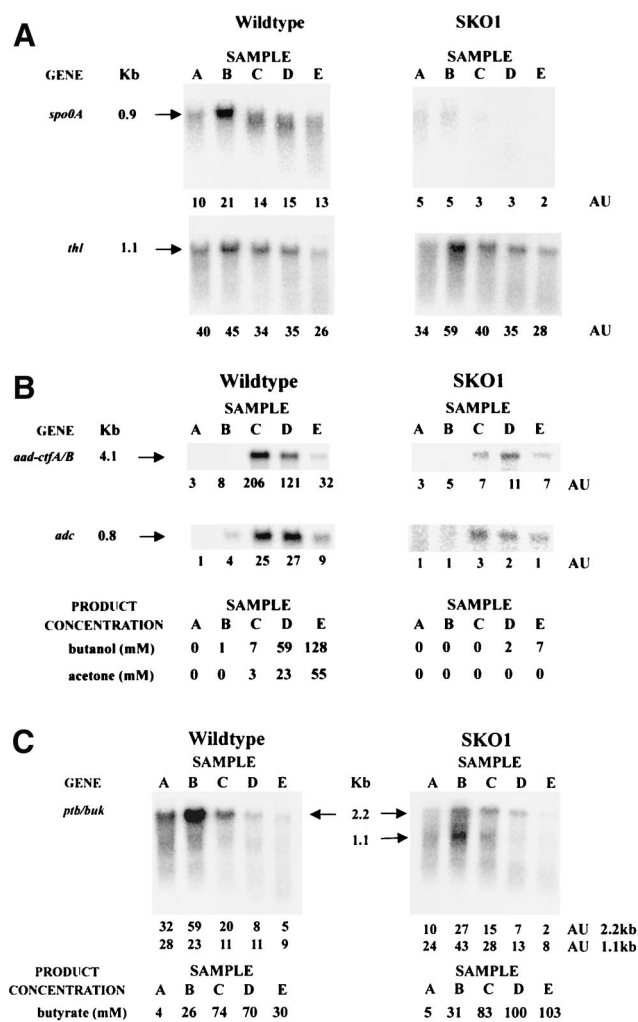 A
Wildtype SKO1
SAMPLE SAMPLE
GENE Kb A B C D E A B C D E
spo0A 0.9
10 21 14 15 13 5 5 3 3 2 AU
thl 1.1
40 45 34 35 26 34 59 40 35 28 AU
B
Wildtype SKO1
SAMPLE SAMPLE
GENE Kb A B C D E A B C D E
aad-ctfA/B 4.1
3 8 206 121 32 3 5 7 11 7 AU
adc 0.8
1 4 25 27 9 1 1 3 2 1 AU
PRODUCT SAMPLE SAMPLE
CONCENTRATION A B C D E A B C D E
butanol (mM) 0 1 7 59 128 0 0 0 2 7
acetone (mM) 0 0 3 23 55 0 0 0 0 0
C
Wildtype SKO1
SAMPLE SAMPLE
GENE A B C D E Kb A B C D E
ptb/buk 2.2
1.1
32 59 20 8 5 10 27 15 7 2 AU 2.2kb
28 23 11 11 9 24 43 28 13 8 AU 1.1kb
PRODUCT SAMPLE SAMPLE
CONCENTRATION A B C D E A B C D E
butyrate (mM) 4 26 74 70 30 5 31 83 100 103